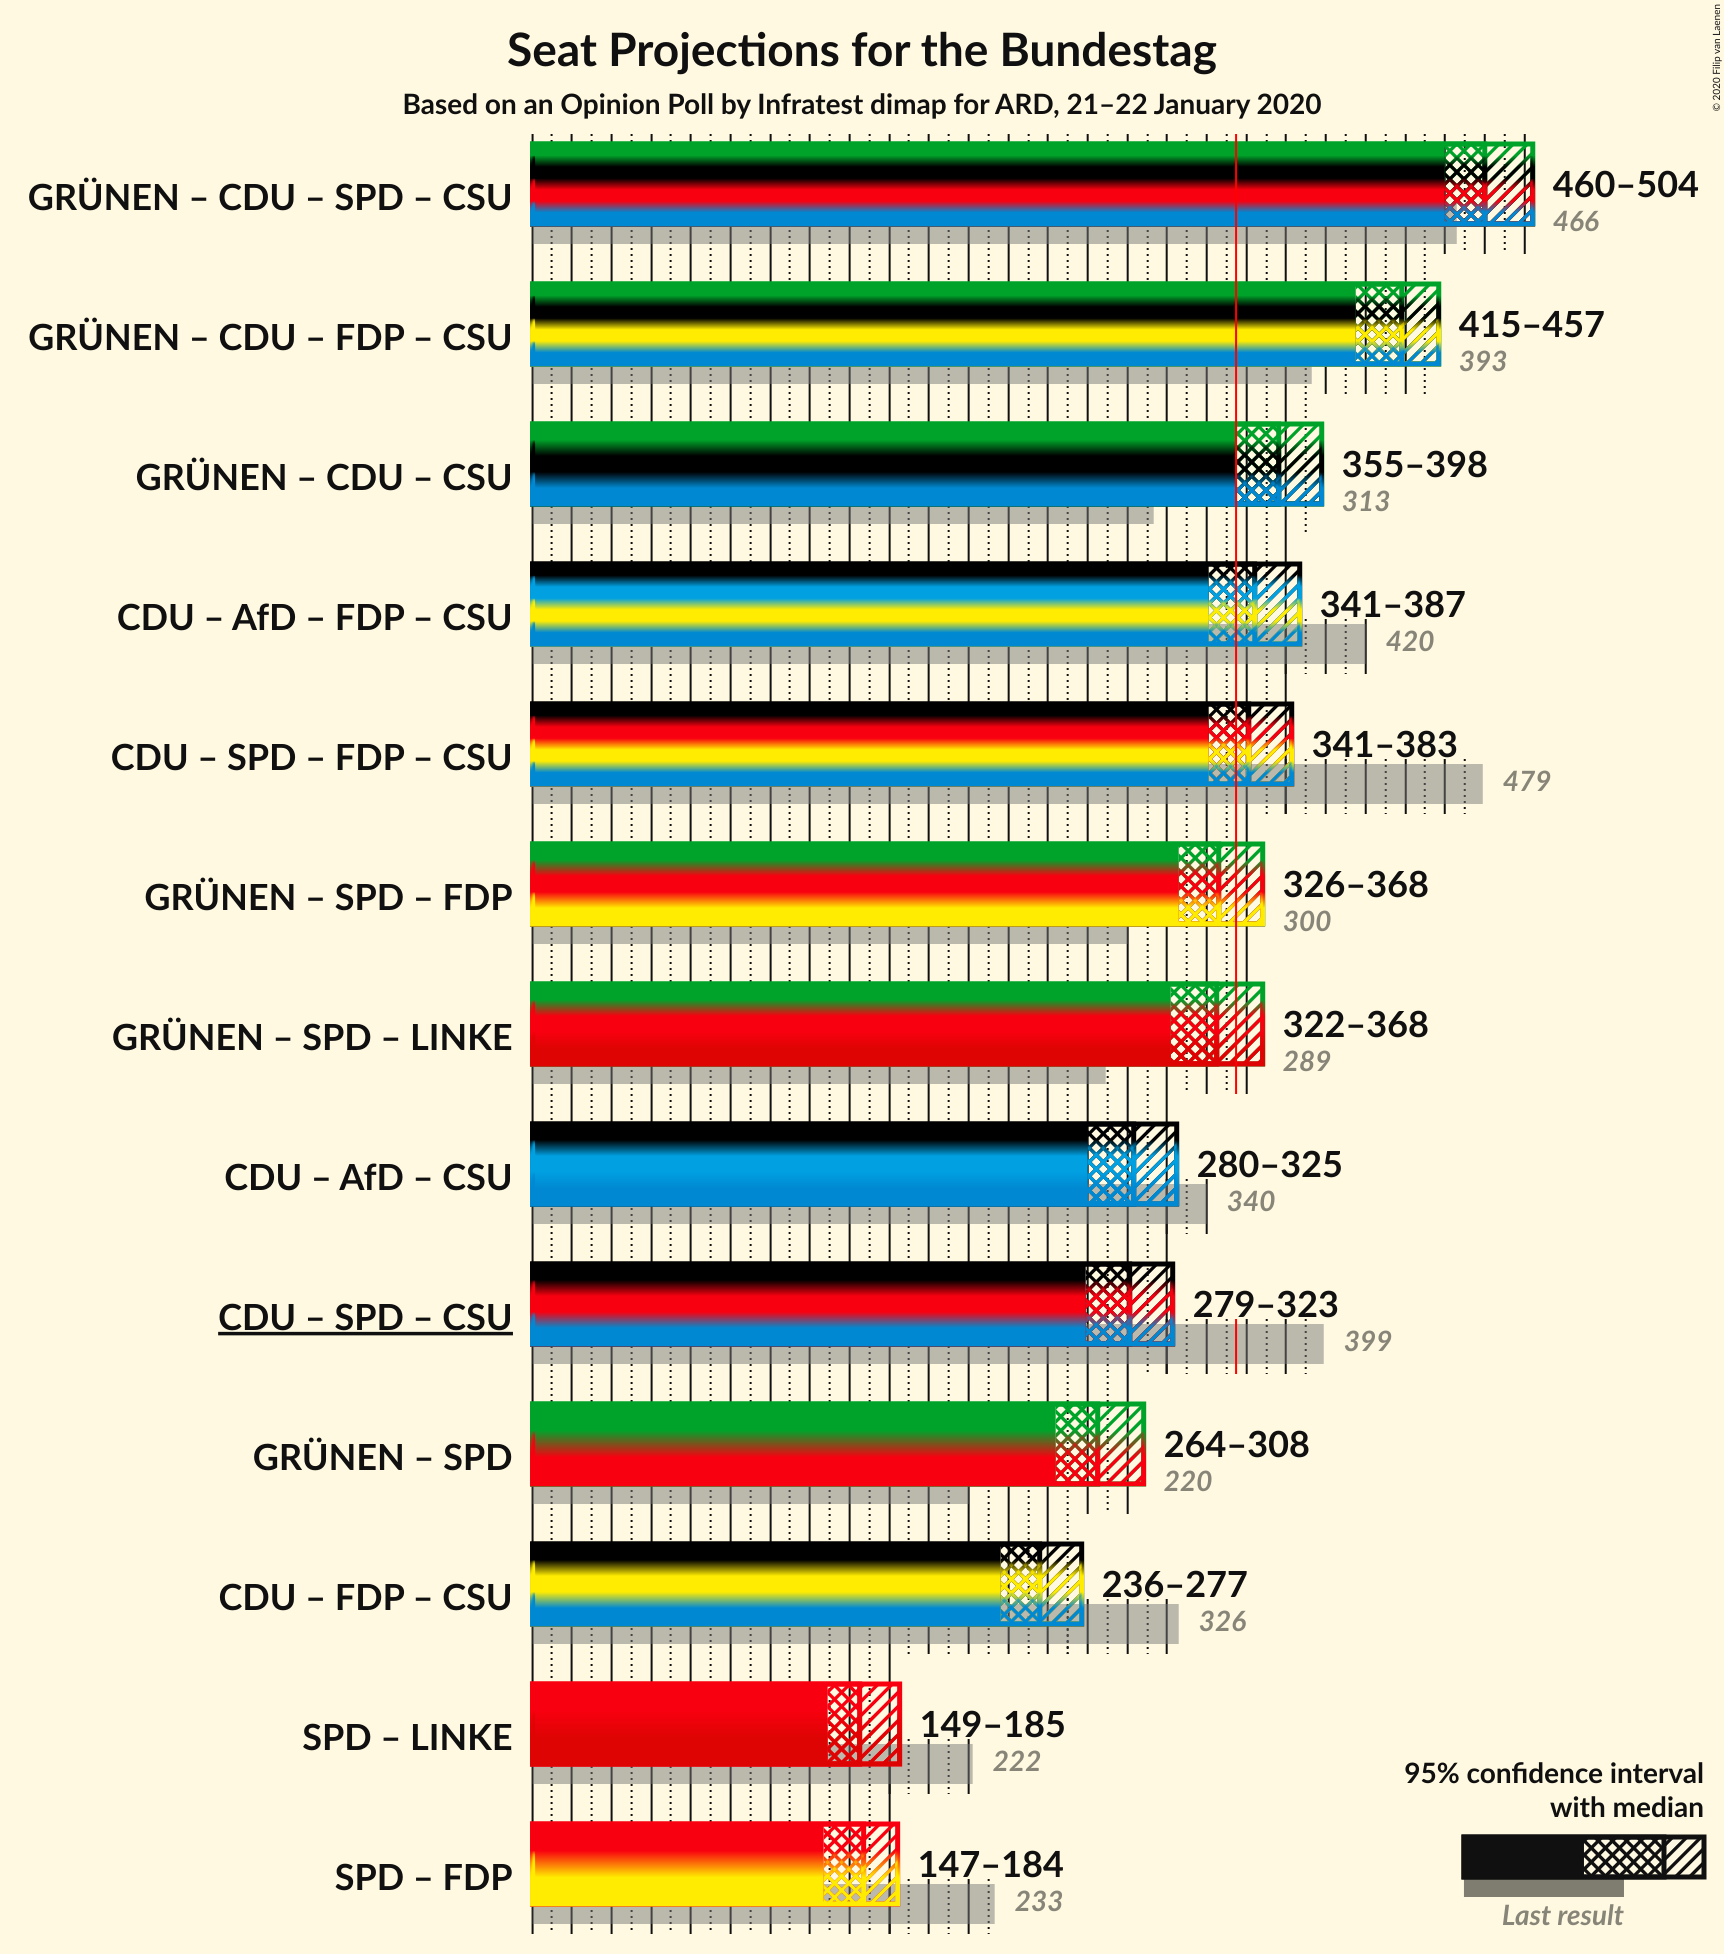 Seat Projections for the Bundestag
Based on an Opinion Poll by Infratest dimap for ARD, 21–22 January 2020
© 2020 Filip van Laenen
GRÜNEN – CDU – SPD – CSU
460–504
466
GRÜNEN – CDU – FDP – CSU
415–457
393
GRÜNEN – CDU – CSU
355–398
313
CDU – AfD – FDP – CSU
341–387
420
CDU – SPD – FDP – CSU
341–383
479
GRÜNEN – SPD – FDP
326–368
300
GRÜNEN – SPD – LINKE
322–368
289
CDU – AfD – CSU
280–325
340
CDU – SPD – CSU
279–323
399
GRÜNEN – SPD
264–308
220
CDU – FDP – CSU
236–277
326
SPD – LINKE
149–185
222
SPD – FDP
147–184
233
95% confidence interval
with median
Last result